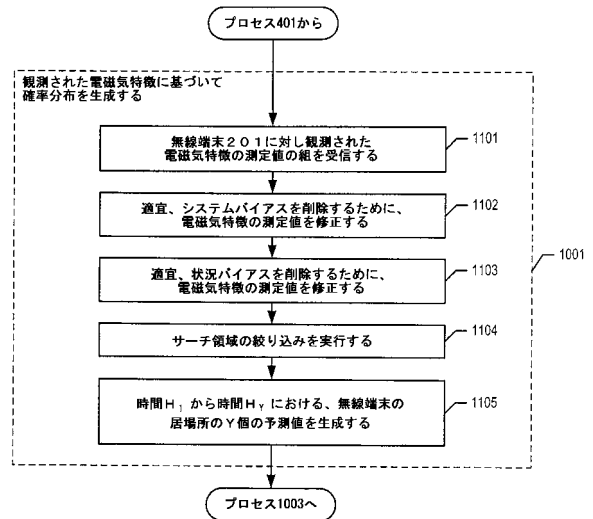 プロセス401から
観測された電磁気特徴に基づいて
確率分布を生成する
無線端末201に対し観測された
電磁気特徴の測定値の組を受信する
1101
適宜、システムバイアスを削除するために、
電磁気特徴の測定値を修正する
1102
適宜、状況バイアスを削除するために、
電磁気特徴の測定値を修正する
1103
1001
サーチ領域の絞り込みを実行する
1104
時間H₁から時間HYにおける、無線端末の
居場所のY個の予測値を生成する
1105
プロセス1003へ